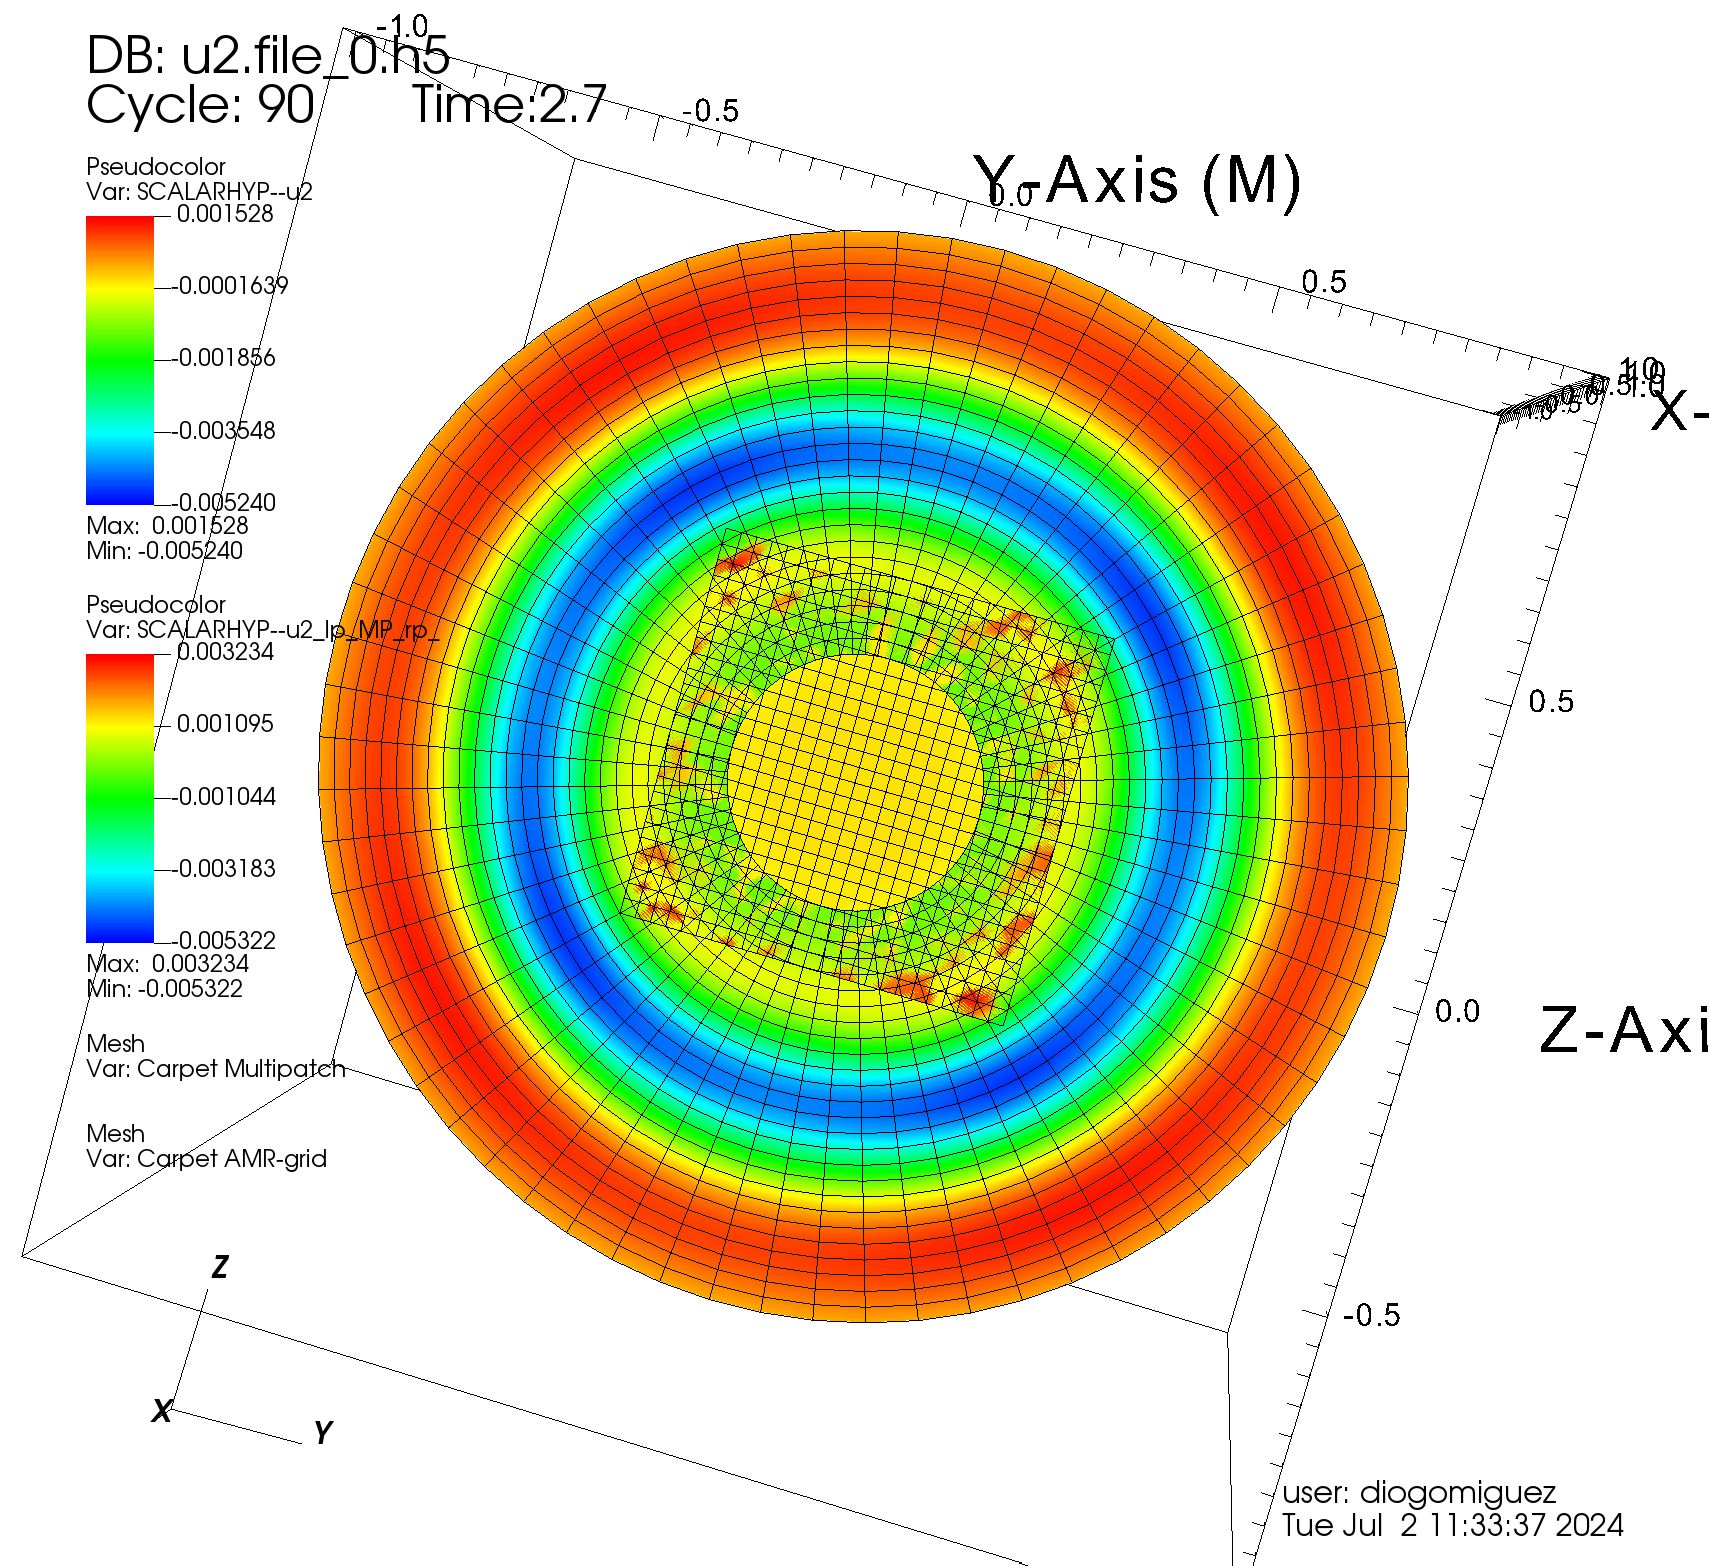 DB: u2.file_0.h5
Cycle: 90 Time:2.7
Pseudocolor
Var: SCALARHYP--u2
0.001528
-0.0001639
-0.001856
-0.003548
-0.005240
Max: 0.001528
Min: -0.005240
Pseudocolor
Var: SCALARHYP--u2_lp_MP_rp_
0.003234
0.001095
-0.001044
-0.003183
-0.005322
Max: 0.003234
Min: -0.005322
Mesh
Var: Carpet Multipatch
Mesh
Var: Carpet AMR-grid
-1.0
-0.5
0.0
0.5
1.0
Y-Axis (M)
X-
0.5
0.0
-0.5
Z-Axi
Z
X
Y
user: diogomiguez
Tue Jul 2 11:33:37 2024